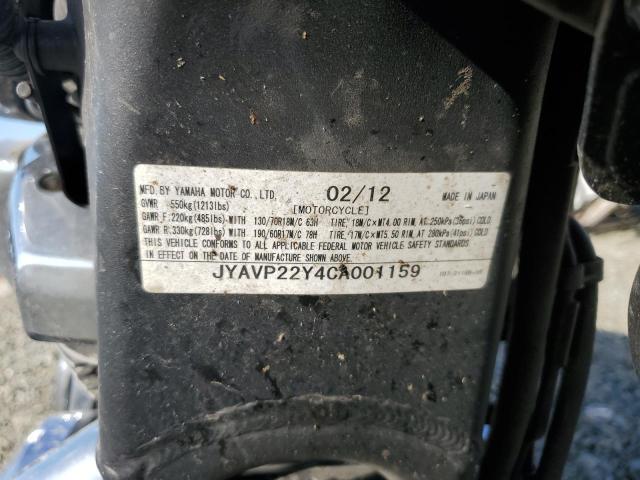 MFD.BY YAMAHA MOTOR CO.,LTD. 02/12 MADE IN JAPAN
GVWR 550kg(1213lbs) [MOTORCYCLE]
GAWR F:220kg(485lbs)WITH 130/70R18M/C 63H TIRE, 18M/C×MT4.00 RIM, AT 250kPa(36psi)COLD
GAWR R:330kg(728lbs)WITH 190/60R17M/C 78H TIRE, 17M/C×MT5.50 RIM, AT 280kPa(41psi)COLD
THIS VEHICLE CONFORMS TO ALL APPLICABLE FEDERAL MOTOR VEHICLE SAFETY STANDARDS
IN EFFECT ON THE DATE OF MANUFACTURE SHOWN ABOVE.
JYAVP22Y4CA001159